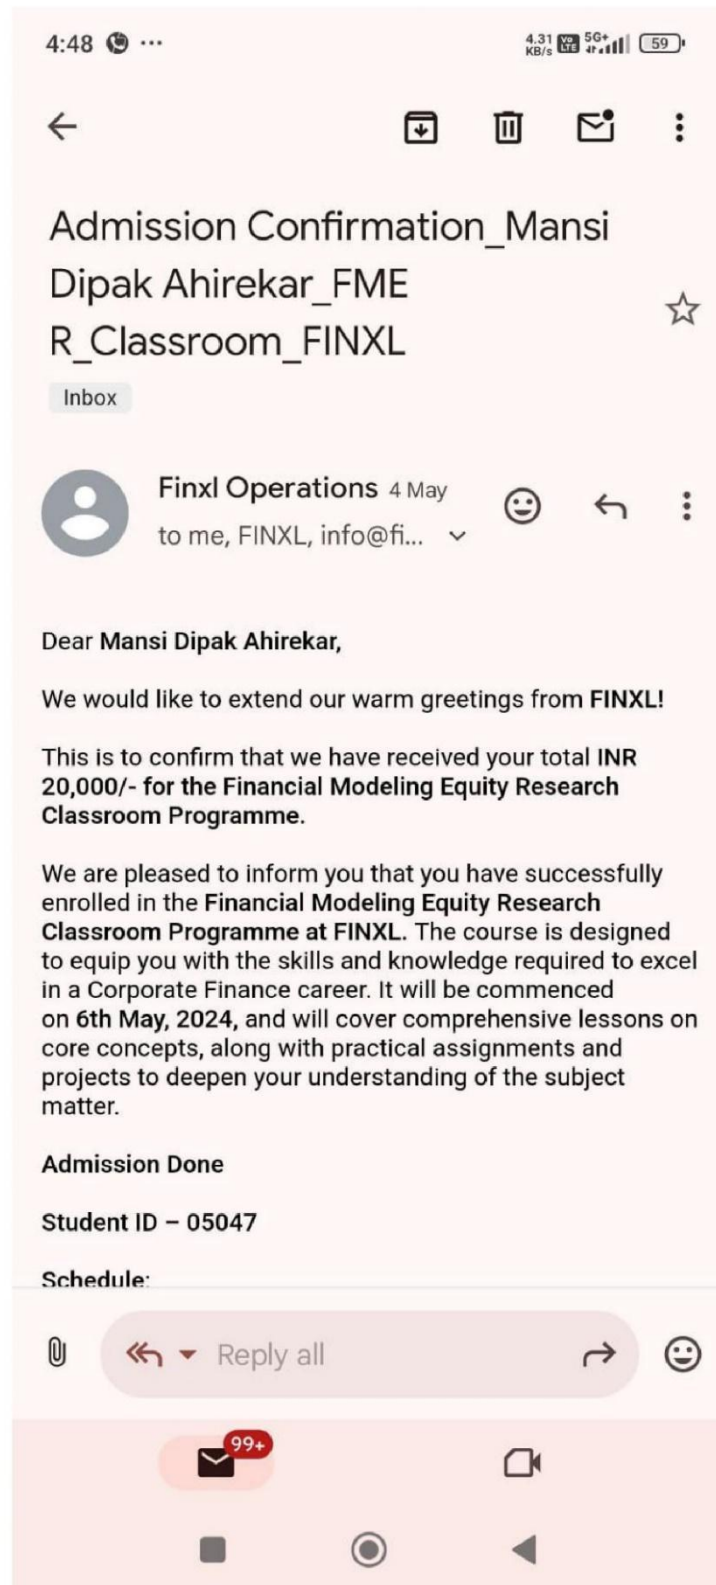 4:48 ...
4.31 KB/s Vo LTE 5G+ 59
Admission Confirmation_Mansi
Dipak Ahirekar_FME
R_Classroom_FINXL
Inbox
Finxl Operations 4 May
to me, FINXL, info@fi...
Dear Mansi Dipak Ahirekar,
We would like to extend our warm greetings from FINXL!
This is to confirm that we have received your total INR
20,000/- for the Financial Modeling Equity Research
Classroom Programme.
We are pleased to inform you that you have successfully
enrolled in the Financial Modeling Equity Research
Classroom Programme at FINXL. The course is designed
to equip you with the skills and knowledge required to excel
in a Corporate Finance career. It will be commenced
on 6th May, 2024, and will cover comprehensive lessons on
core concepts, along with practical assignments and
projects to deepen your understanding of the subject
matter.
Admission Done
Student ID – 05047
Schedule:
Reply all
99+